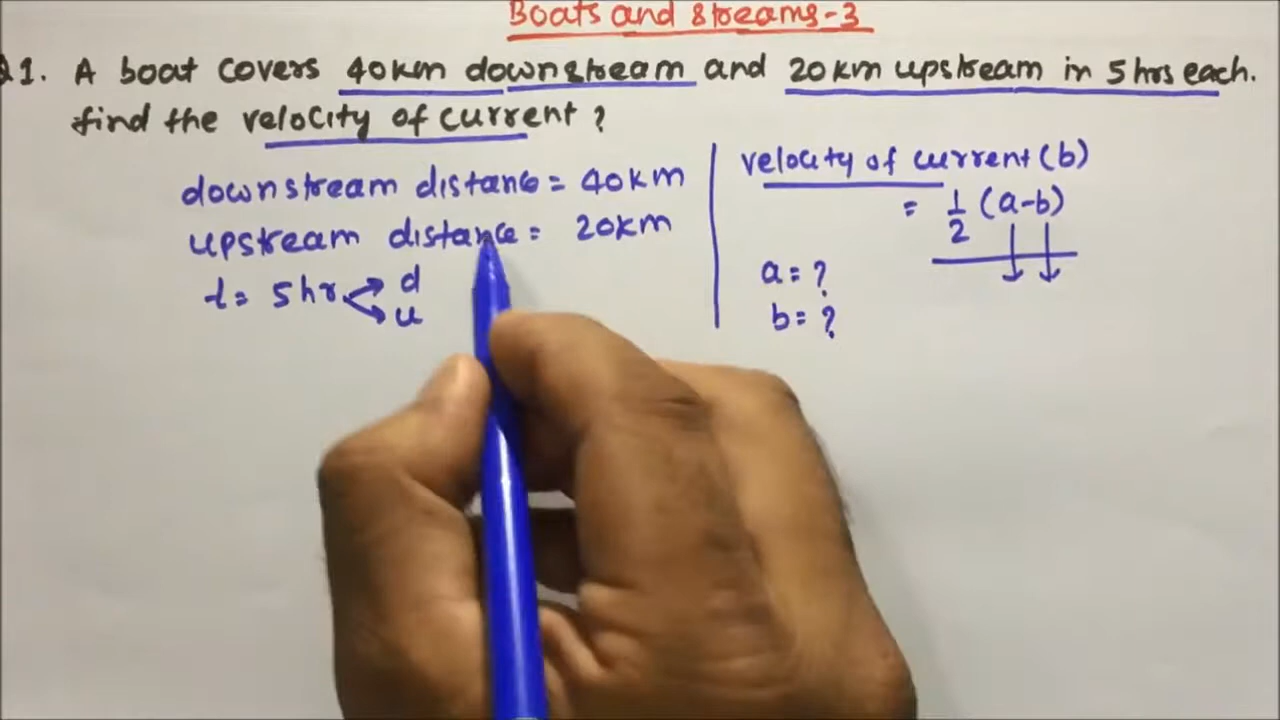 Boats and streams-3
Q1. A boat covers 40km downstream and 20km upstream in 5hrs each.
find the velocity of current ?
downstream distance = 40km
upstream distance = 20km
t = 5hr d
u
velocity of current (b)
= 1/2 (a-b)
a = ?
b = ?